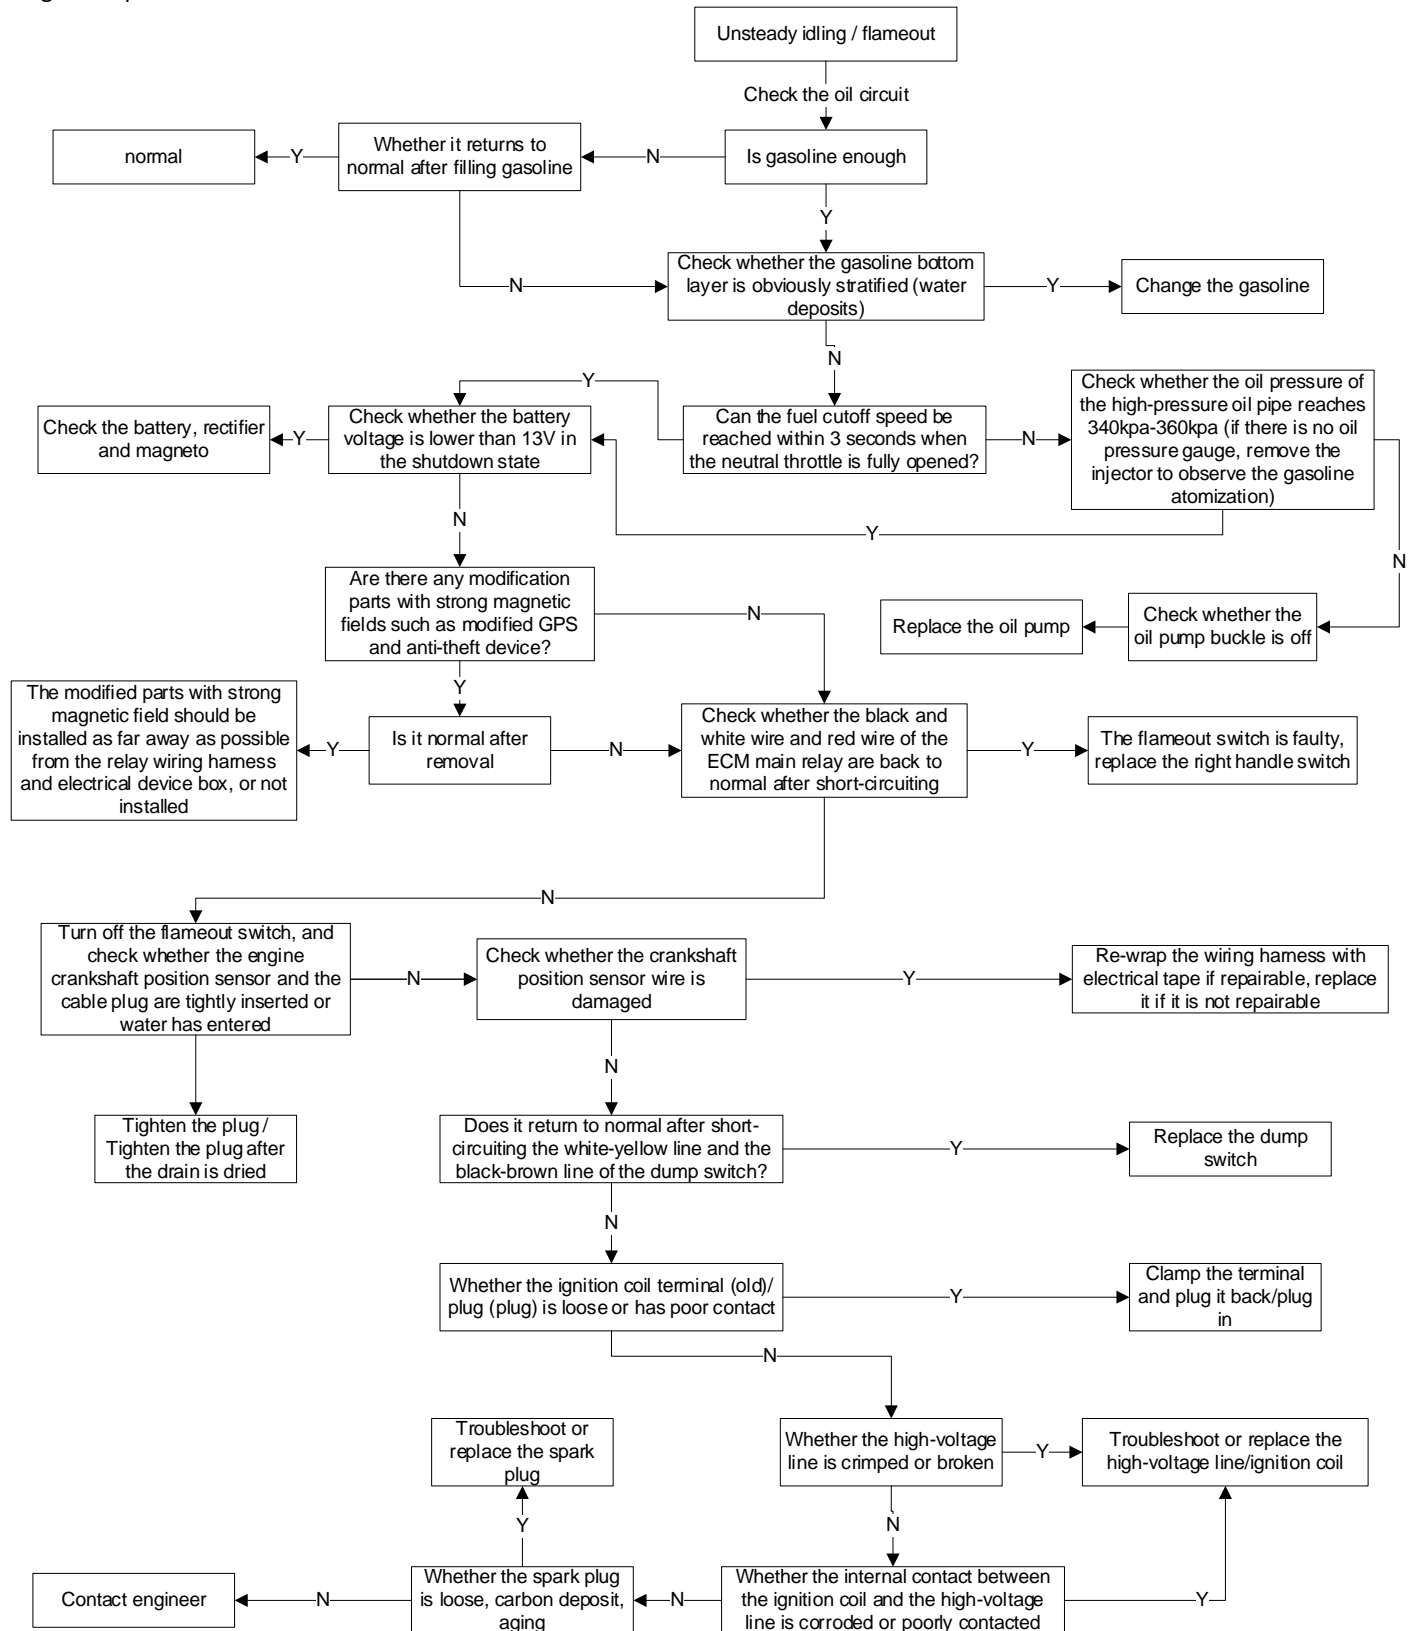 Unsteady idling / flameout
Check the oil circuit
normal
Y
Whether it returns to
normal after filling gasoline
N
Is gasoline enough
Y
N
Check whether the gasoline bottom
layer is obviously stratified (water
deposits)
Y
Change the gasoline
N
Y
Check the battery, rectifier
and magneto
Y
Check whether the battery
voltage is lower than 13V in
the shutdown state
Can the fuel cutoff speed be
reached within 3 seconds when
the neutral throttle is fully opened?
N
Check whether the oil pressure of
the high-pressure oil pipe reaches
340kpa-360kpa (if there is no oil
pressure gauge, remove the
injector to observe the gasoline
atomization)
N
Y
N
Are there any modification
parts with strong magnetic
fields such as modified GPS
and anti-theft device?
N
Replace the oil pump
Check whether the
oil pump buckle is off
Y
The modified parts with strong
magnetic field should be
installed as far away as possible
from the relay wiring harness
and electrical device box, or not
installed
Y
Is it normal after
removal
N
Check whether the black and
white wire and red wire of the
ECM main relay are back to
normal after short-circuiting
Y
The flameout switch is faulty,
replace the right handle switch
N
Turn off the flameout switch, and
check whether the engine
crankshaft position sensor and the
cable plug are tightly inserted or
water has entered
N
Check whether the crankshaft
position sensor wire is
damaged
Y
Re-wrap the wiring harness with
electrical tape if repairable, replace
it if it is not repairable
N
Tighten the plug /
Tighten the plug after
the drain is dried
Does it return to normal after short-
circuiting the white-yellow line and the
black-brown line of the dump switch?
Y
Replace the dump
switch
N
Whether the ignition coil terminal (old)/
plug (plug) is loose or has poor contact
Y
Clamp the terminal
and plug it back/plug
in
N
Troubleshoot or
replace the spark
plug
Whether the high-voltage
line is crimped or broken
Y
Troubleshoot or replace the
high-voltage line/ignition coil
Y
N
Contact engineer
N
Whether the spark plug
is loose, carbon deposit,
aging
N
Whether the internal contact between
the ignition coil and the high-voltage
line is corroded or poorly contacted
Y